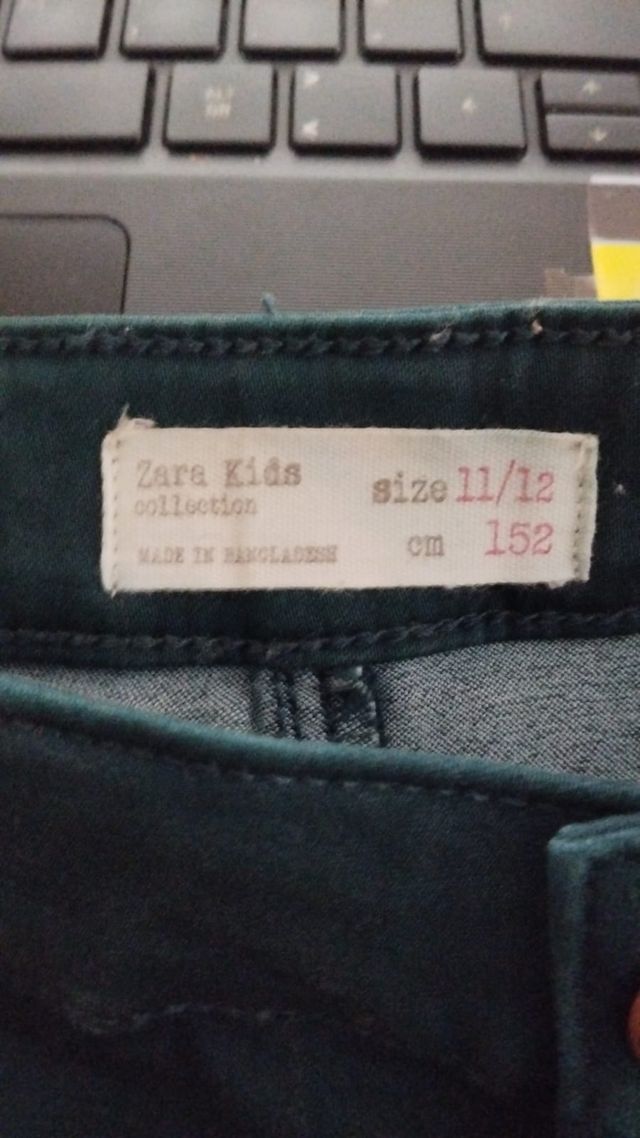 Zara Kids
collection
MADE IN BANGLADESH
size 11/12
cm 152